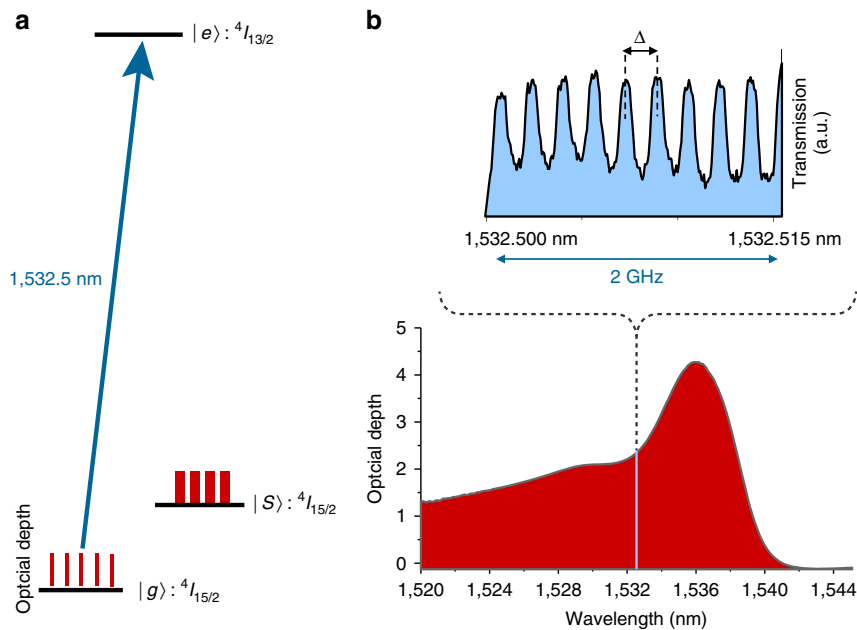 a
|e⟩: ⁴I₁₃/₂
1,532.5 nm
|S⟩: ⁴I₁₅/₂
Optcial depth
|g⟩: ⁴I₁₅/₂
b
Δ
Transmission
(a.u.)
1,532.500 nm
1,532.515 nm
2 GHz
5
4
3
2
1
0
Optcial depth
1,520
1,524
1,528
1,532
1,536
1,540
1,544
Wavelength (nm)